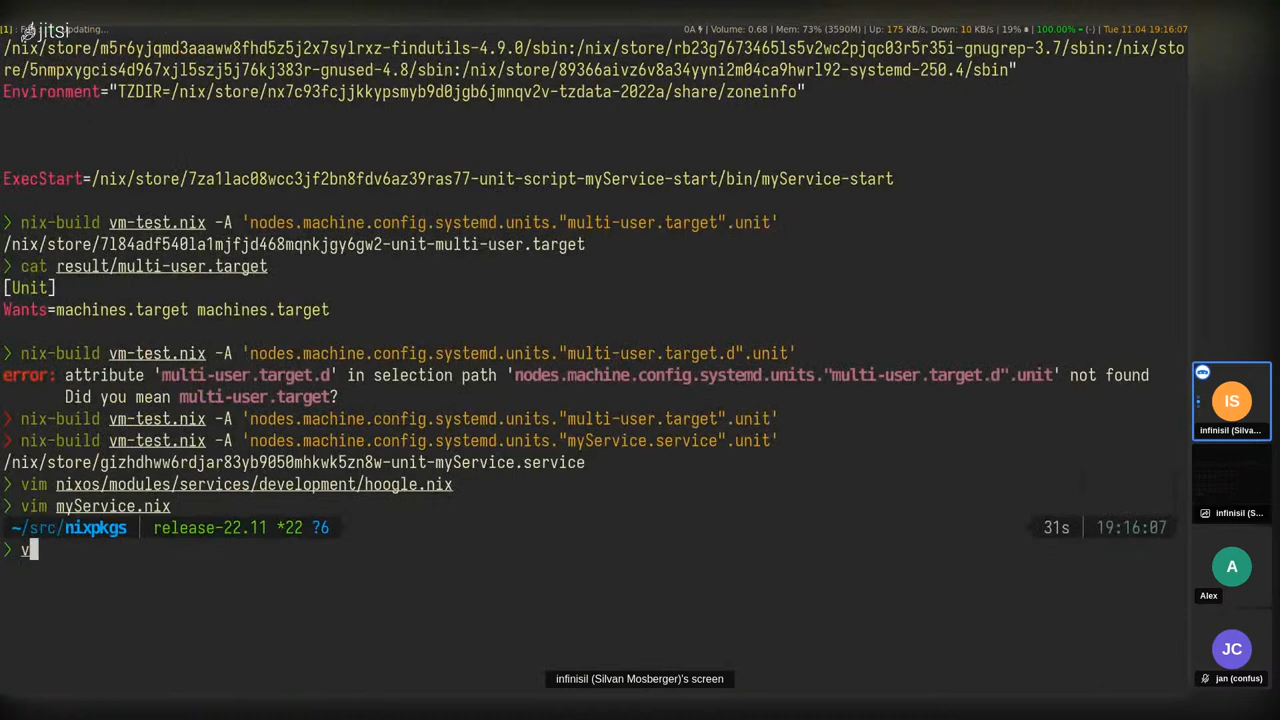 jitsi
[1] : updating...
0A Volume: 0.68 | Mem: 73% (3590M) | Up: 175 KB/s, Down: 10 KB/s | 19% | 100.00% (-) | Tue 11.04 19:16:07
/nix/store/m5r6yjqmd3aaaww8fhd5z5j2x7sylrxz-findutils-4.9.0/sbin:/nix/store/rb23g7673465ls5v2wc2pjqc03r5r35i-gnugrep-3.7/sbin:/nix/sto
re/5nmpxygcis4d967xjl5szj5j76kj383r-gnused-4.8/sbin:/nix/store/89366aivz6v8a34yyni2m04ca9hwrl92-systemd-250.4/sbin"
Environment="TZDIR=/nix/store/nx7c93fcjjkkypsmyb9d0jgb6jmnqv2v-tzdata-2022a/share/zoneinfo"
ExecStart=/nix/store/7za1lac08wcc3jf2bn8fdv6az39ras77-unit-script-myService-start/bin/myService-start
> nix-build vm-test.nix -A 'nodes.machine.config.systemd.units."multi-user.target".unit'
/nix/store/7l84adf540la1mjfjd468mqnkjgy6gw2-unit-multi-user.target
> cat result/multi-user.target
[Unit]
Wants=machines.target machines.target
> nix-build vm-test.nix -A 'nodes.machine.config.systemd.units."multi-user.target.d".unit'
error: attribute 'multi-user.target.d' in selection path 'nodes.machine.config.systemd.units."multi-user.target.d".unit' not found
Did you mean multi-user.target?
> nix-build vm-test.nix -A 'nodes.machine.config.systemd.units."multi-user.target".unit'
> nix-build vm-test.nix -A 'nodes.machine.config.systemd.units."myService.service".unit'
/nix/store/gizhdhww6rdjar83yb9050mhkwk5zn8w-unit-myService.service
> vim nixos/modules/services/development/hoogle.nix
> vim myService.nix
~/src/nixpkgs | release-22.11 *22 ?6
31s | 19:16:07
> v
IS
infinisil (Silva...
infinisil (S...
A
Alex
JC
jan (confus)
infinisil (Silvan Mosberger)'s screen